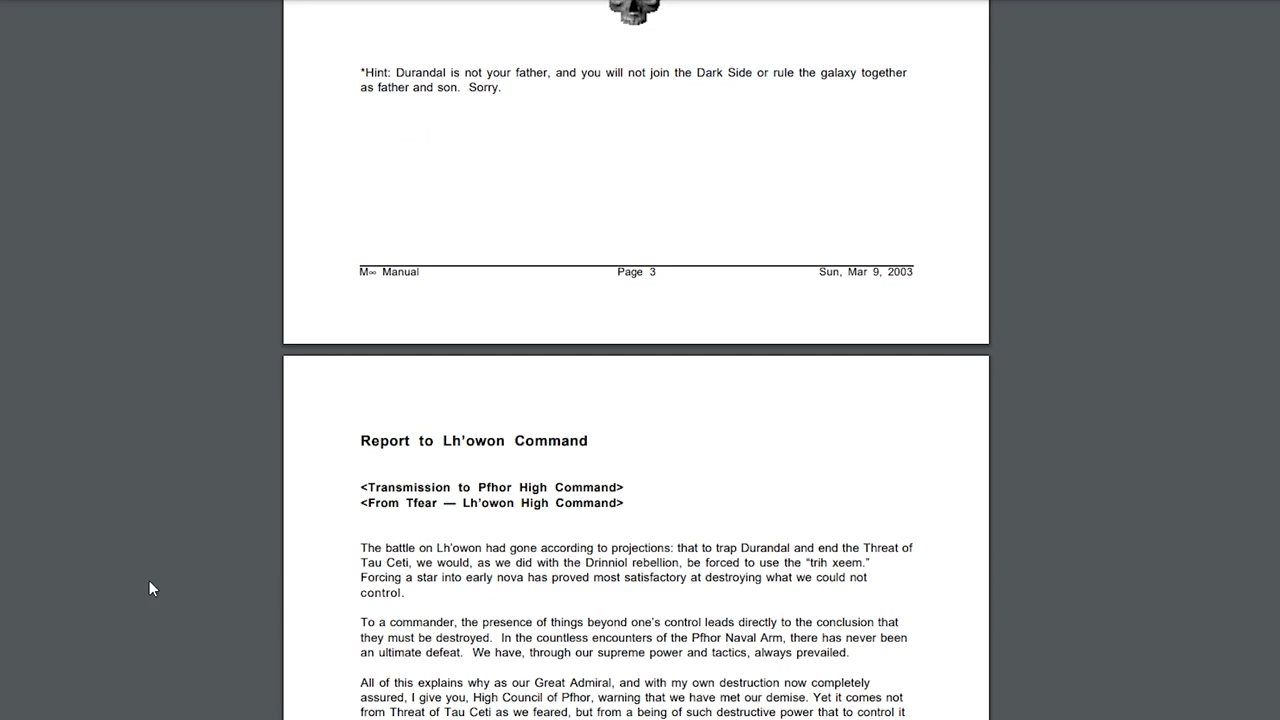 *Hint: Durandal is not your father, and you will not join the Dark Side or rule the galaxy together
as father and son. Sorry.
M∞ Manual Page 3 Sun, Mar 9, 2003
Report to Lh'owon Command
<Transmission to Pfhor High Command>
<From Tfear — Lh'owon High Command>
The battle on Lh'owon had gone according to projections: that to trap Durandal and end the Threat of
Tau Ceti, we would, as we did with the Drinniol rebellion, be forced to use the “trih xeem.”
Forcing a star into early nova has proved most satisfactory at destroying what we could not
control.
To a commander, the presence of things beyond one's control leads directly to the conclusion that
they must be destroyed. In the countless encounters of the Pfhor Naval Arm, there has never been
an ultimate defeat. We have, through our supreme power and tactics, always prevailed.
All of this explains why as our Great Admiral, and with my own destruction now completely
assured, I give you, High Council of Pfhor, warning that we have met our demise. Yet it comes not
from Threat of Tau Ceti as we feared, but from a being of such destructive power that to control it